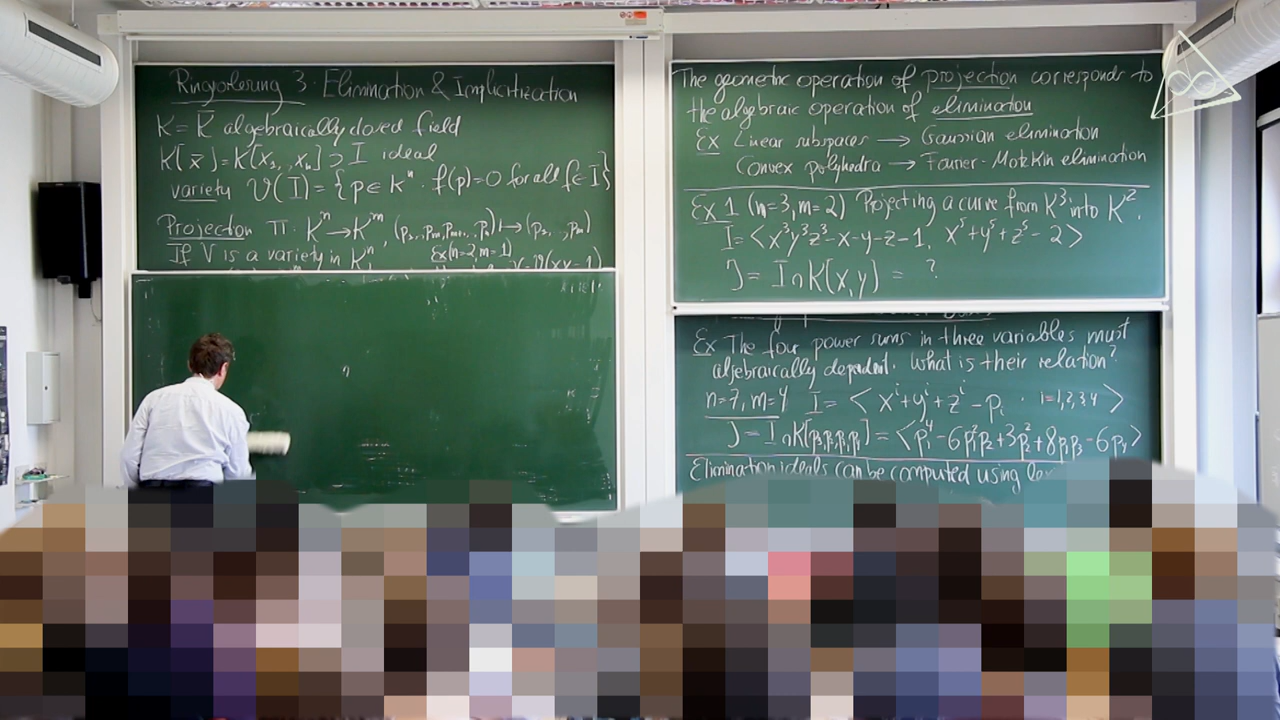 Ringvorlesung 3: Elimination & Implicitization
K = K̄ algebraically closed field
K[x̄] = K[x₁,..,xₙ] ⊇ I ideal
variety V(I) = {p ∈ Kⁿ : f(p)=0 for all f ∈ I}
Projection π: Kⁿ → Kᵐ, (p₁,..,pₘ,pₘ₊₁,..,pₙ) ↦ (p₁,..,pₘ)
If V is a variety in Kⁿ,
Ex (n=2, m=1)
V=V(xy-1)
The geometric operation of projection corresponds to
the algebraic operation of elimination
Ex Linear subspaces → Gaussian elimination
Convex polyhedra → Fourier-Motzkin elimination
Ex 1 (n=3, m=2) Projecting a curve from K³ into K².
I = <x³y³z³-x-y-z-1, x⁵+y⁵+z⁵-2>
J = I∩K[x,y] = ?
Ex The four power sums in three variables must
algebraically dependent. What is their relation?
n=7, m=4 I = < xⁱ+yⁱ+zⁱ-pᵢ : i=1,2,3,4 >
J = I∩K[p₁,p₂,p₃,p₄] = <p₁⁴-6p₁²p₂+3p₂²+8p₁p₃-6p₄>
Elimination ideals can be computed using